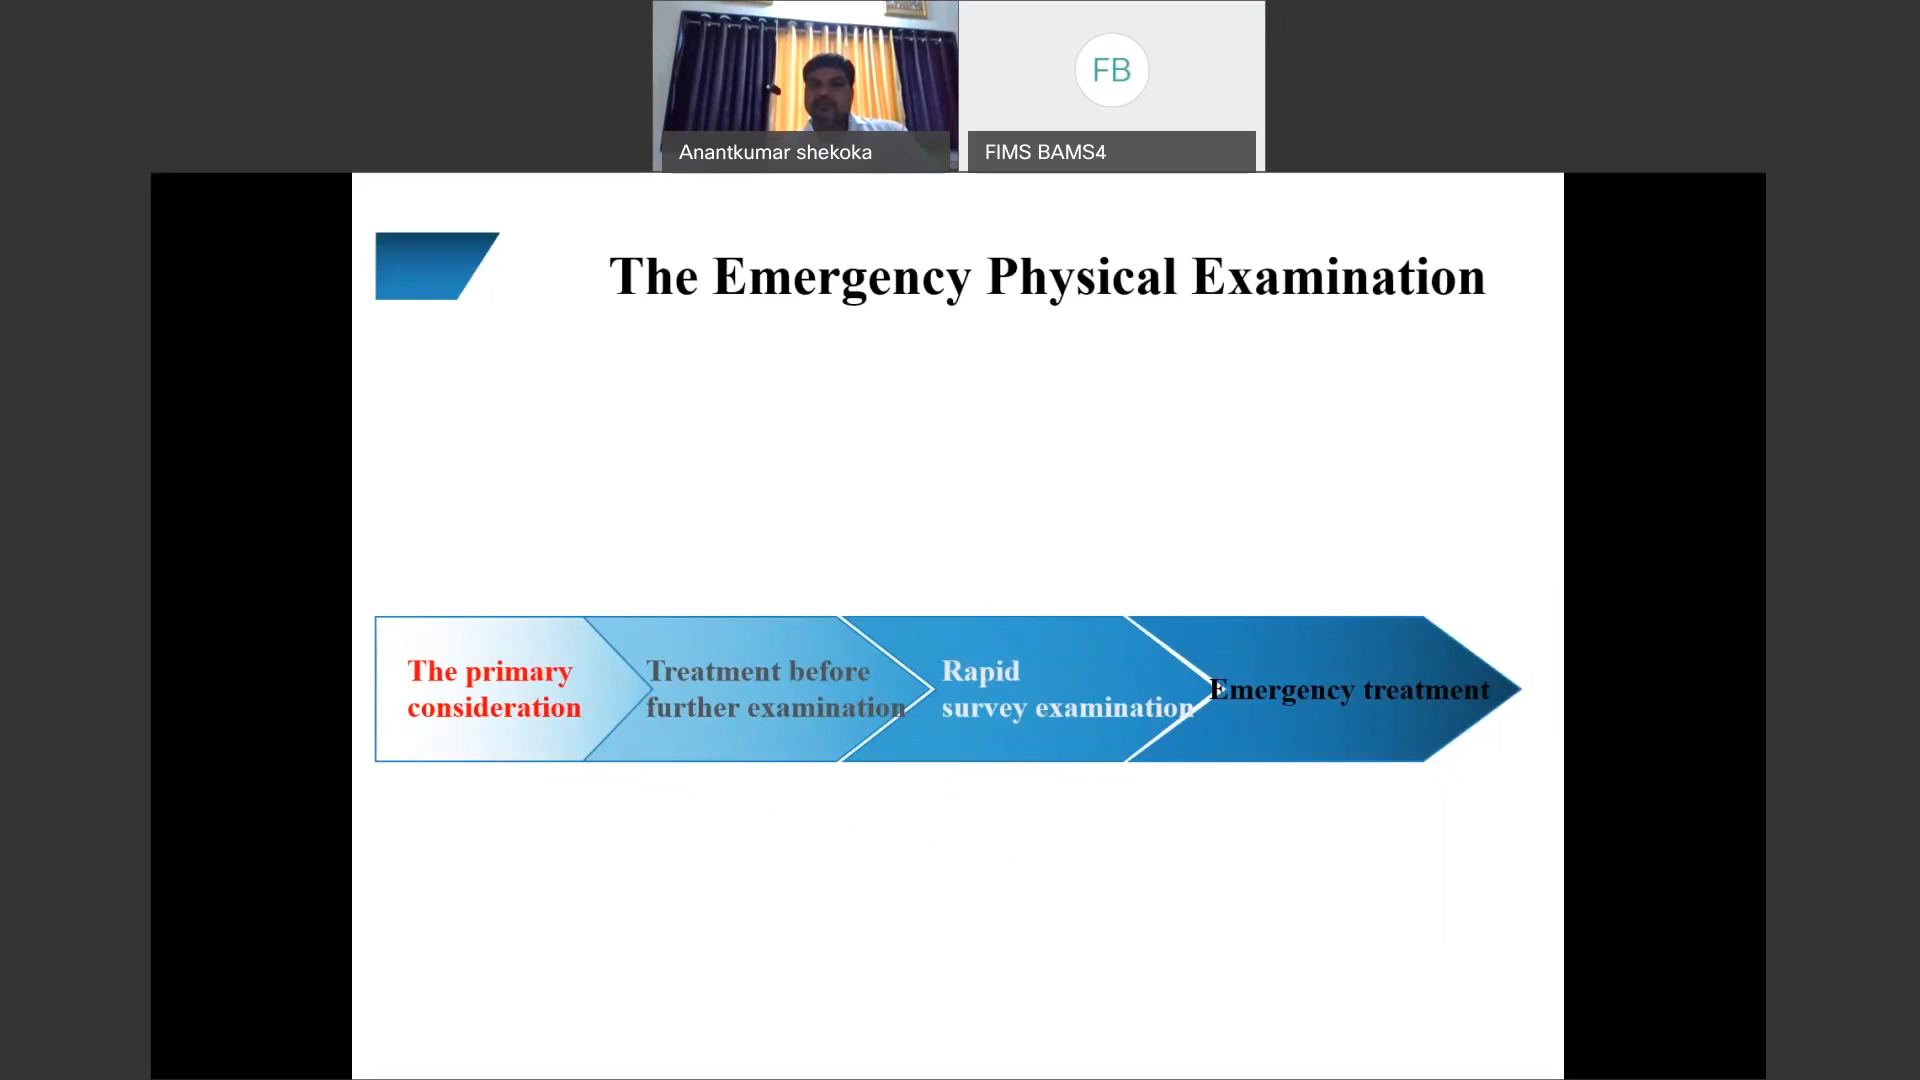 Anantkumar shekoka
FB
FIMS BAMS4
The Emergency Physical Examination
The primary
consideration
Treatment before
further examination
Rapid
survey examination
Emergency treatment